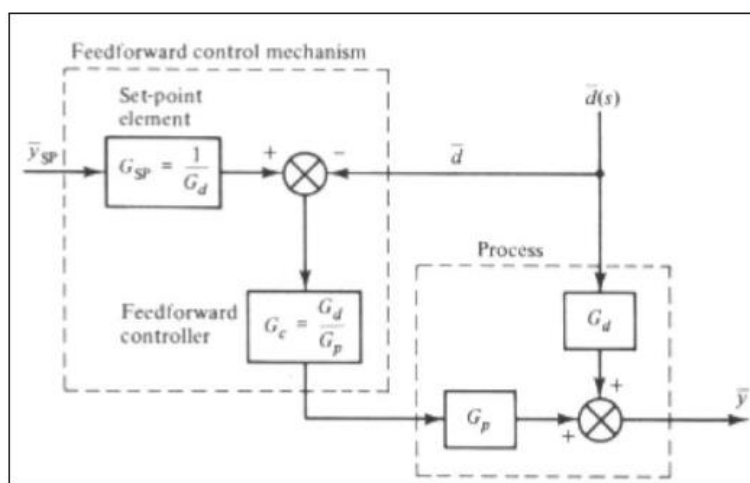 Feedforward control mechanism
Set-point
element
d̄(s)
ȳSP
GSP = 1/Gd
+
−
d̄
Process
Feedforward
controller
Gc = Gd/Gp
Gd
+
Gp
+
ȳ